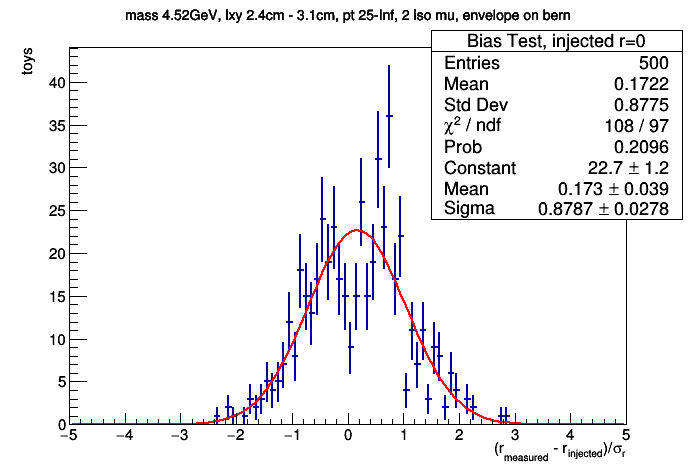 mass 4.52GeV, lxy 2.4cm - 3.1cm, pt 25-Inf, 2 Iso mu, envelope on bern
Bias Test, injected r=0
Entries 500
Mean 0.1722
Std Dev 0.8775
χ² / ndf 108 / 97
Prob 0.2096
Constant 22.7 ± 1.2
Mean 0.173 ± 0.039
Sigma 0.8787 ± 0.0278
toys
40
35
30
25
20
15
10
5
0
−5 −4 −3 −2 −1 0 1 2 3 4 5
(r_measured - r_injected)/σ_r